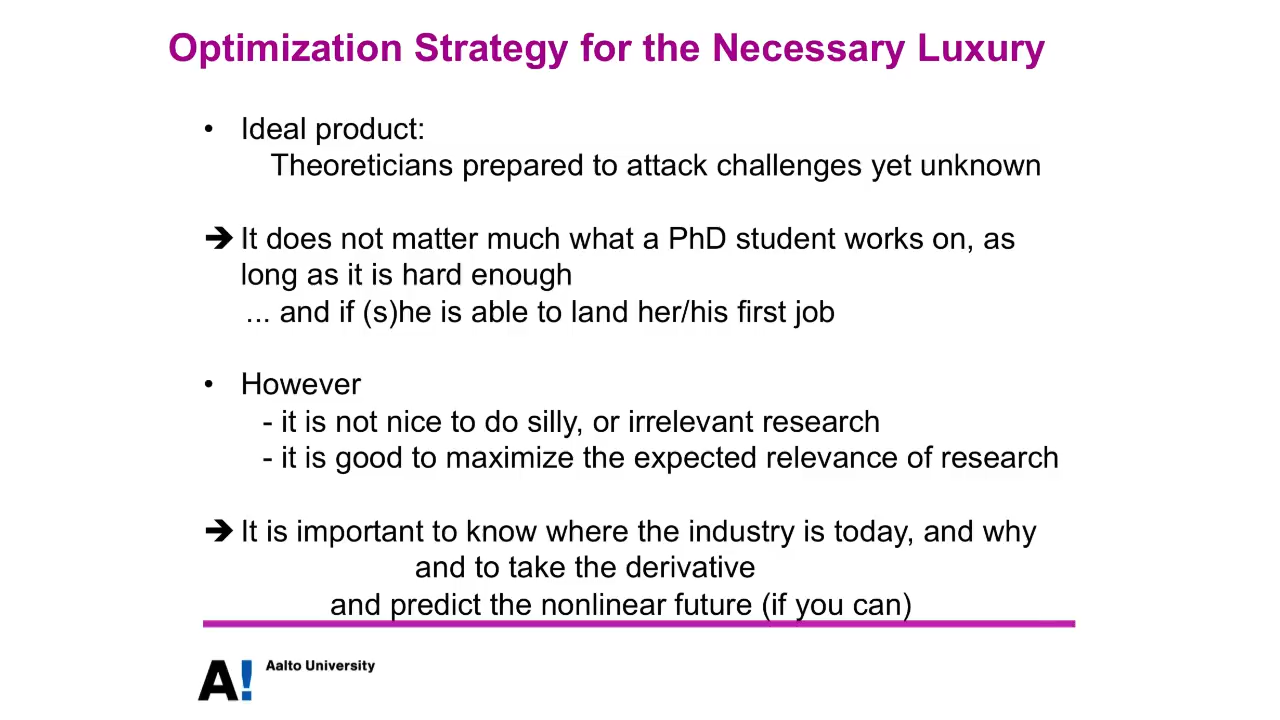 Optimization Strategy for the Necessary Luxury
• Ideal product:
Theoreticians prepared to attack challenges yet unknown
➔ It does not matter much what a PhD student works on, as
long as it is hard enough
... and if (s)he is able to land her/his first job
• However
- it is not nice to do silly, or irrelevant research
- it is good to maximize the expected relevance of research
➔ It is important to know where the industry is today, and why
and to take the derivative
and predict the nonlinear future (if you can)
A! Aalto University